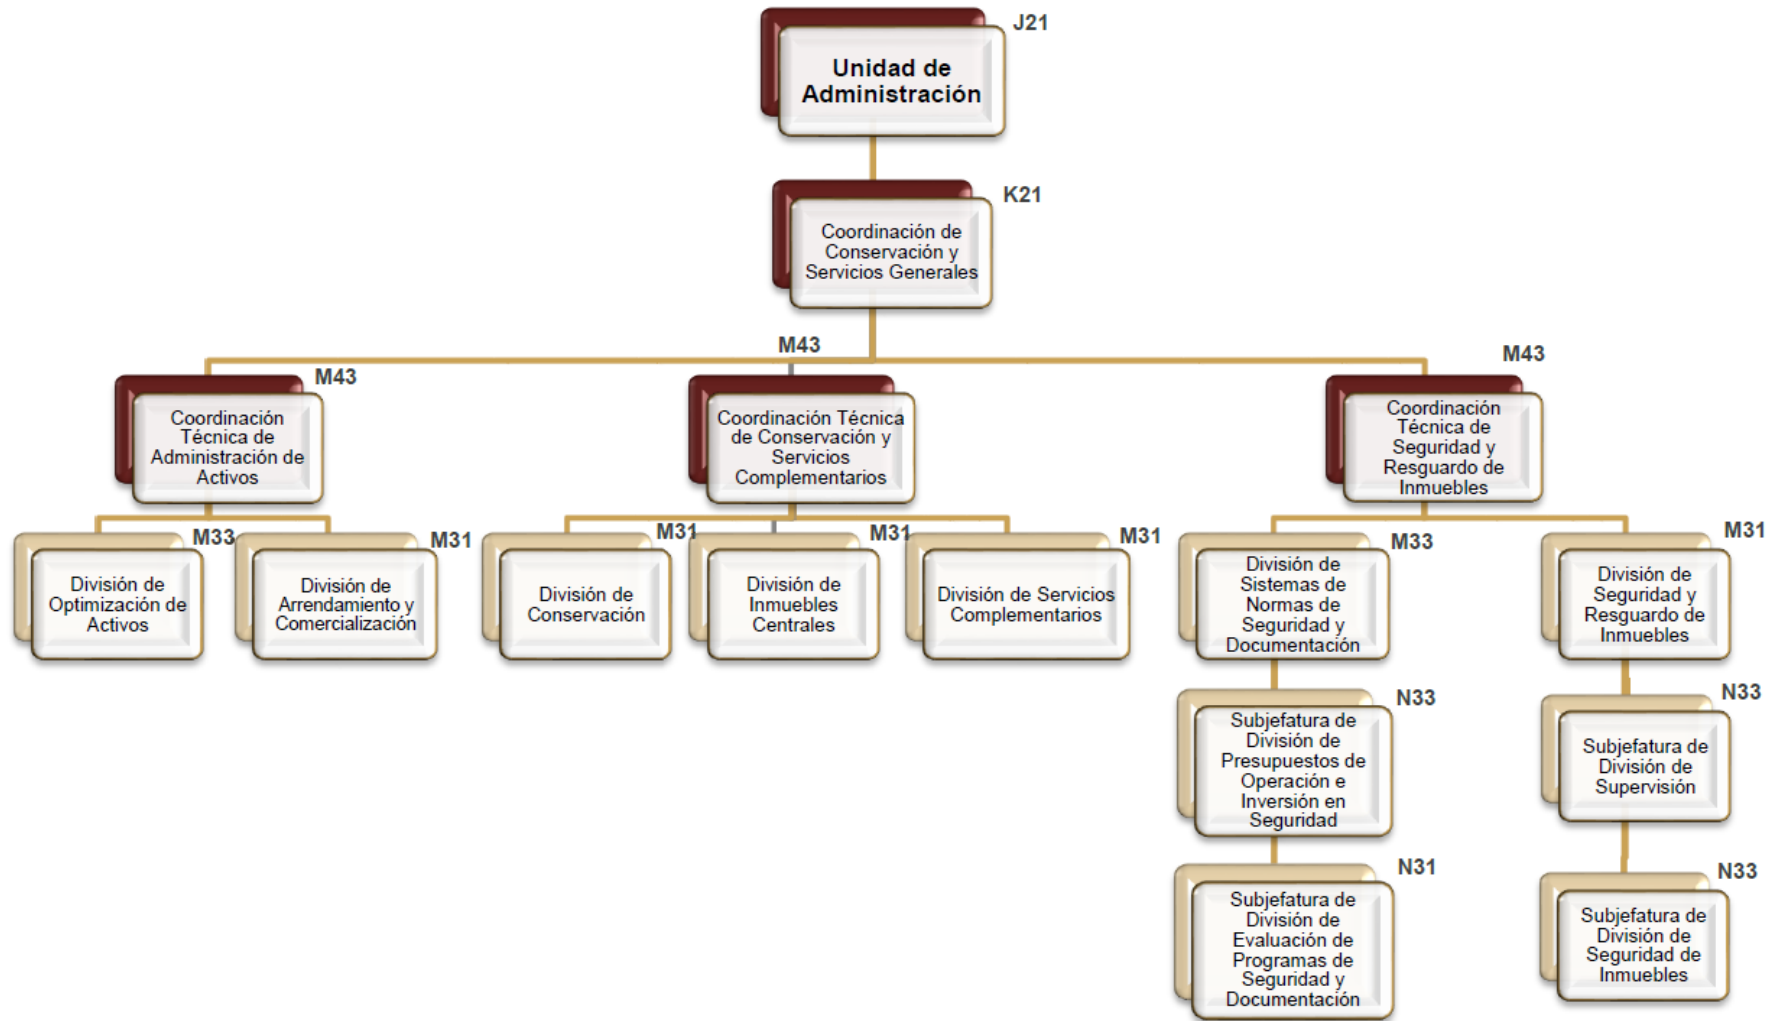 J21
Unidad de
Administración
K21
Coordinación de
Conservación y
Servicios Generales
M43
Coordinación
Técnica de
Administración de
Activos
M43
Coordinación Técnica
de Conservación y
Servicios
Complementarios
M43
Coordinación
Técnica de
Seguridad y
Resguardo de
Inmuebles
M33
División de
Optimización de
Activos
M31
División de
Arrendamiento y
Comercialización
M31
División de
Conservación
M31
División de
Inmuebles
Centrales
M31
División de Servicios
Complementarios
M33
División de
Sistemas de
Normas de
Seguridad y
Documentación
M31
División de
Seguridad y
Resguardo de
Inmuebles
N33
Subjefatura de
División de
Presupuestos de
Operación e
Inversión en
Seguridad
N33
Subjefatura de
División de
Supervisión
N31
Subjefatura de
División de
Evaluación de
Programas de
Seguridad y
Documentación
N33
Subjefatura de
División de
Seguridad de
Inmuebles